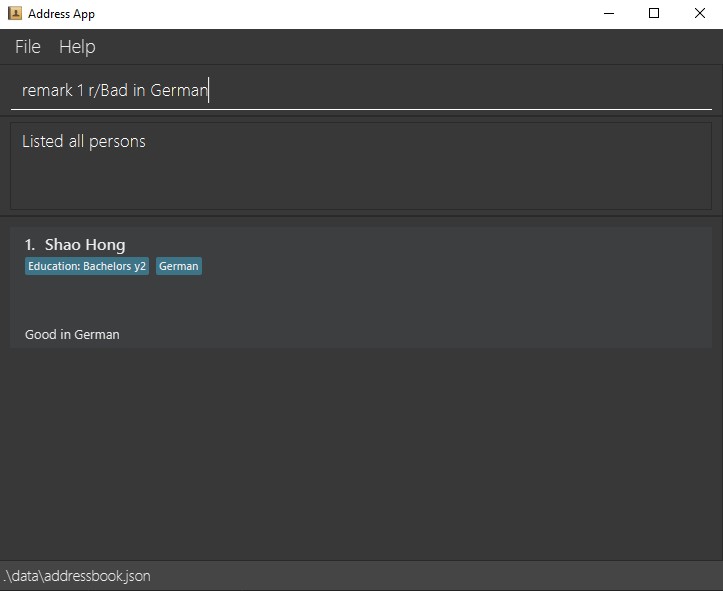 Address App
File Help
remark 1 r/Bad in German
Listed all persons
1. Shao Hong
Education: Bachelors y2 German
Good in German
.\data\addressbook.json